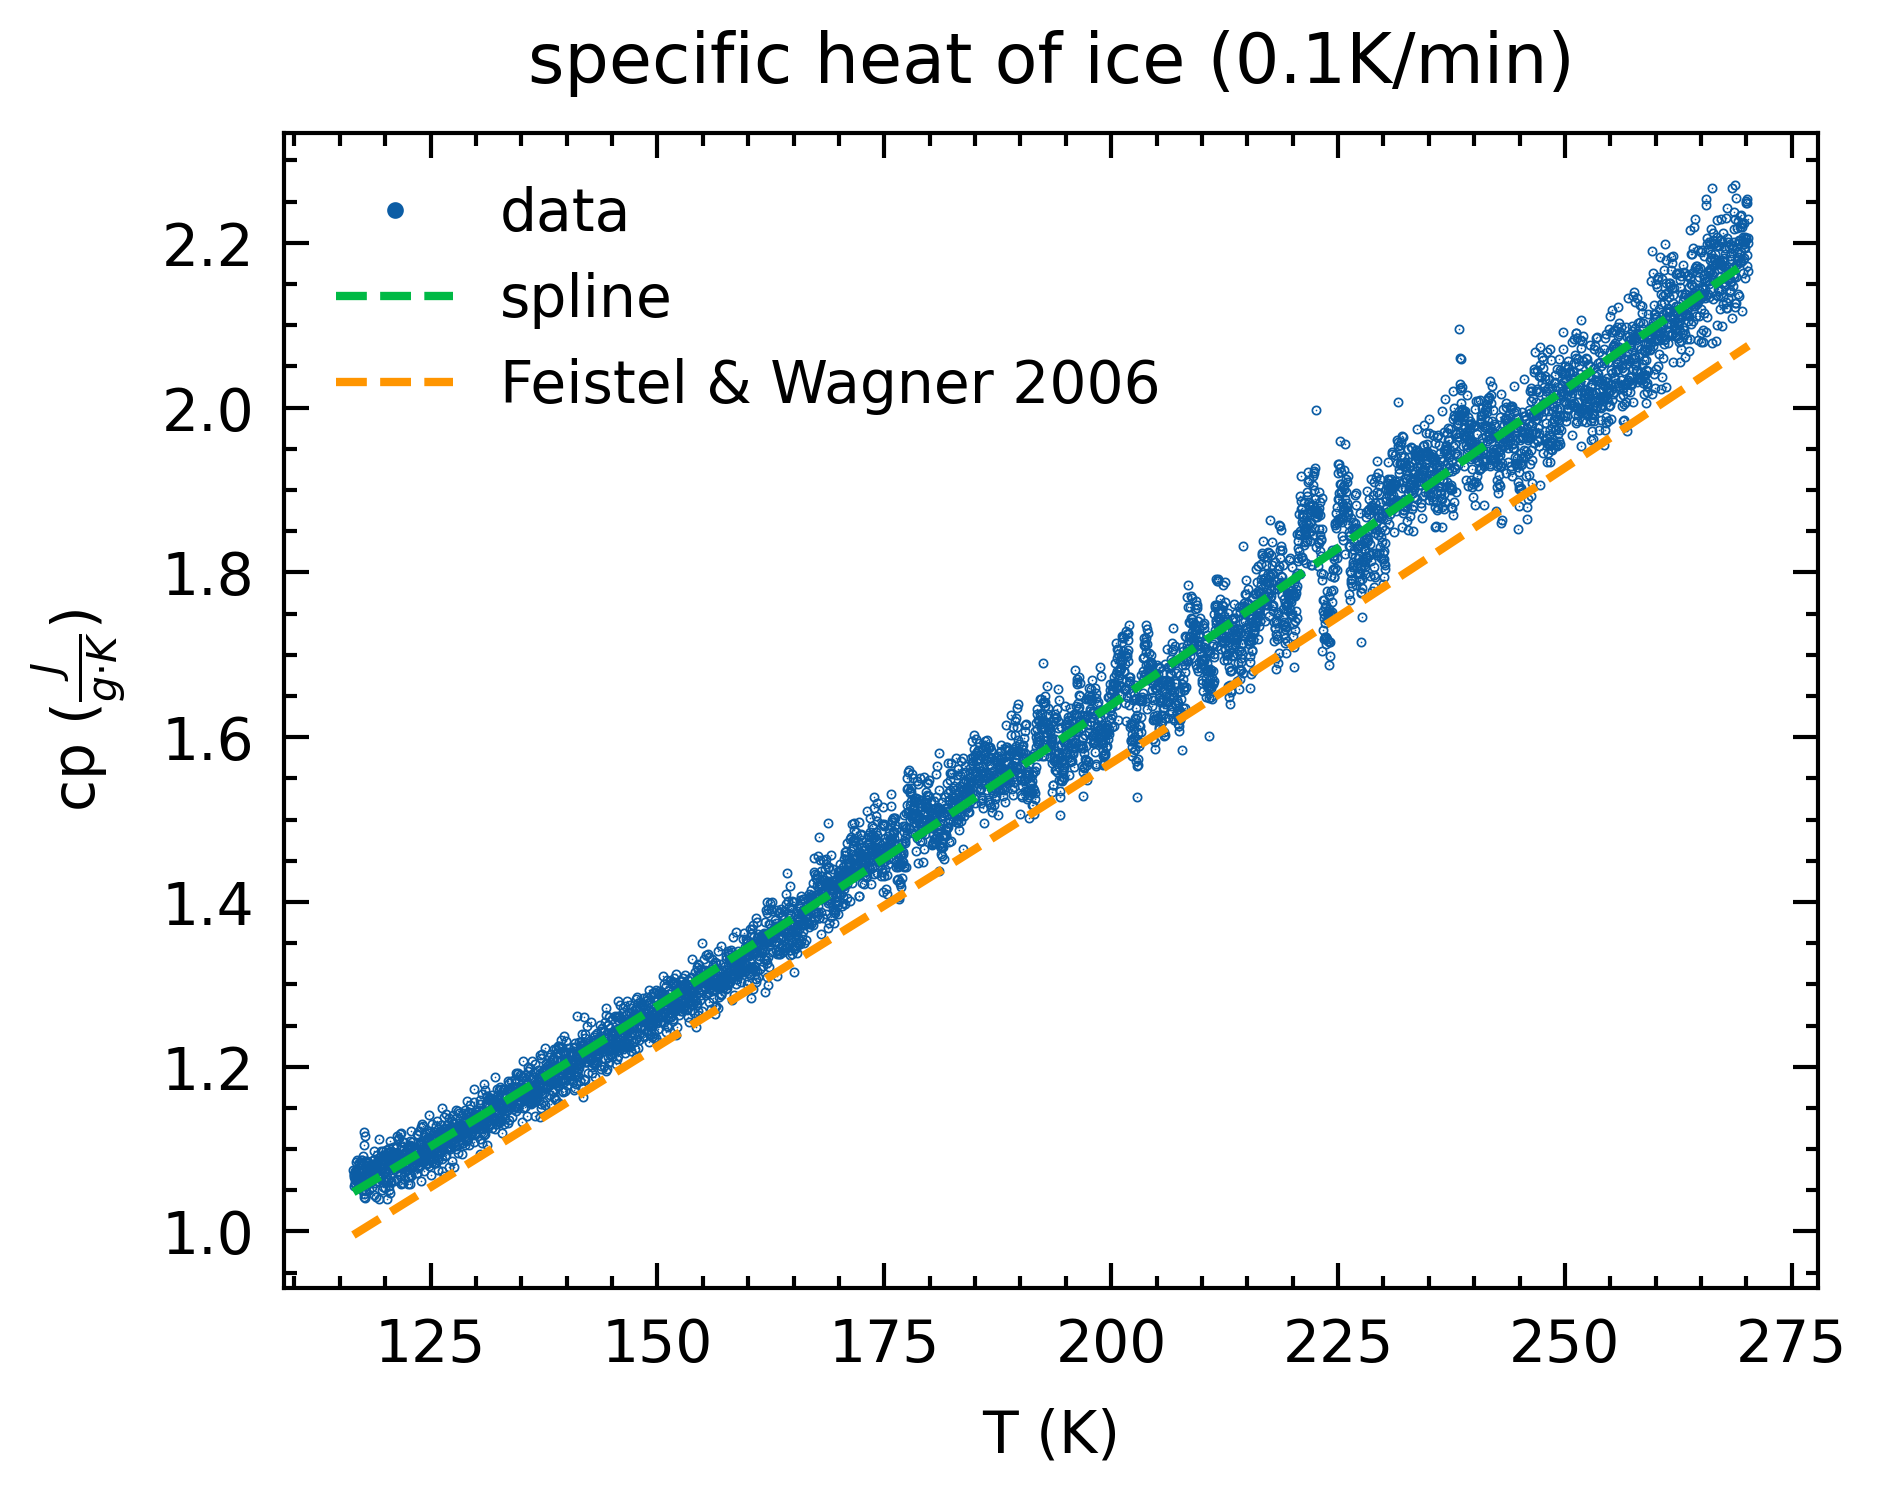 specific heat of ice (0.1K/min)
data
spline
Feistel & Wagner 2006
2.2
2.0
1.8
1.6
1.4
1.2
1.0
cp (J/g·K)
125 150 175 200 225 250 275
T (K)